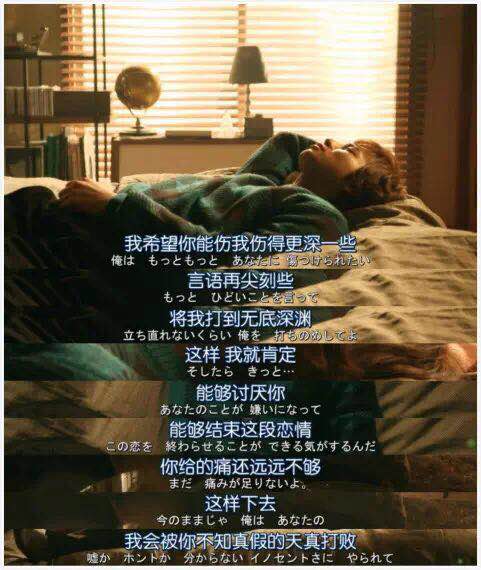 我希望你能伤我伤得更深一些
俺は もっともっと あなたに 傷つけられたい
言语再尖刻些
もっと ひどいことを言って
将我打到无底深渊
立ち直れないくらい 俺を 打ちのめしてよ
这样 我就肯定
そしたら きっと…
能够讨厌你
あなたのことが 嫌いになって
能够结束这段恋情
この恋を 終わらせることが できる気がするんだ
你给的痛还远远不够
まだ 痛みが足りないよ。
这样下去
今のままじゃ 俺は あなたの
我会被你不知真假的天真打败
嘘か ホントか 分からない イノセントさに やられて